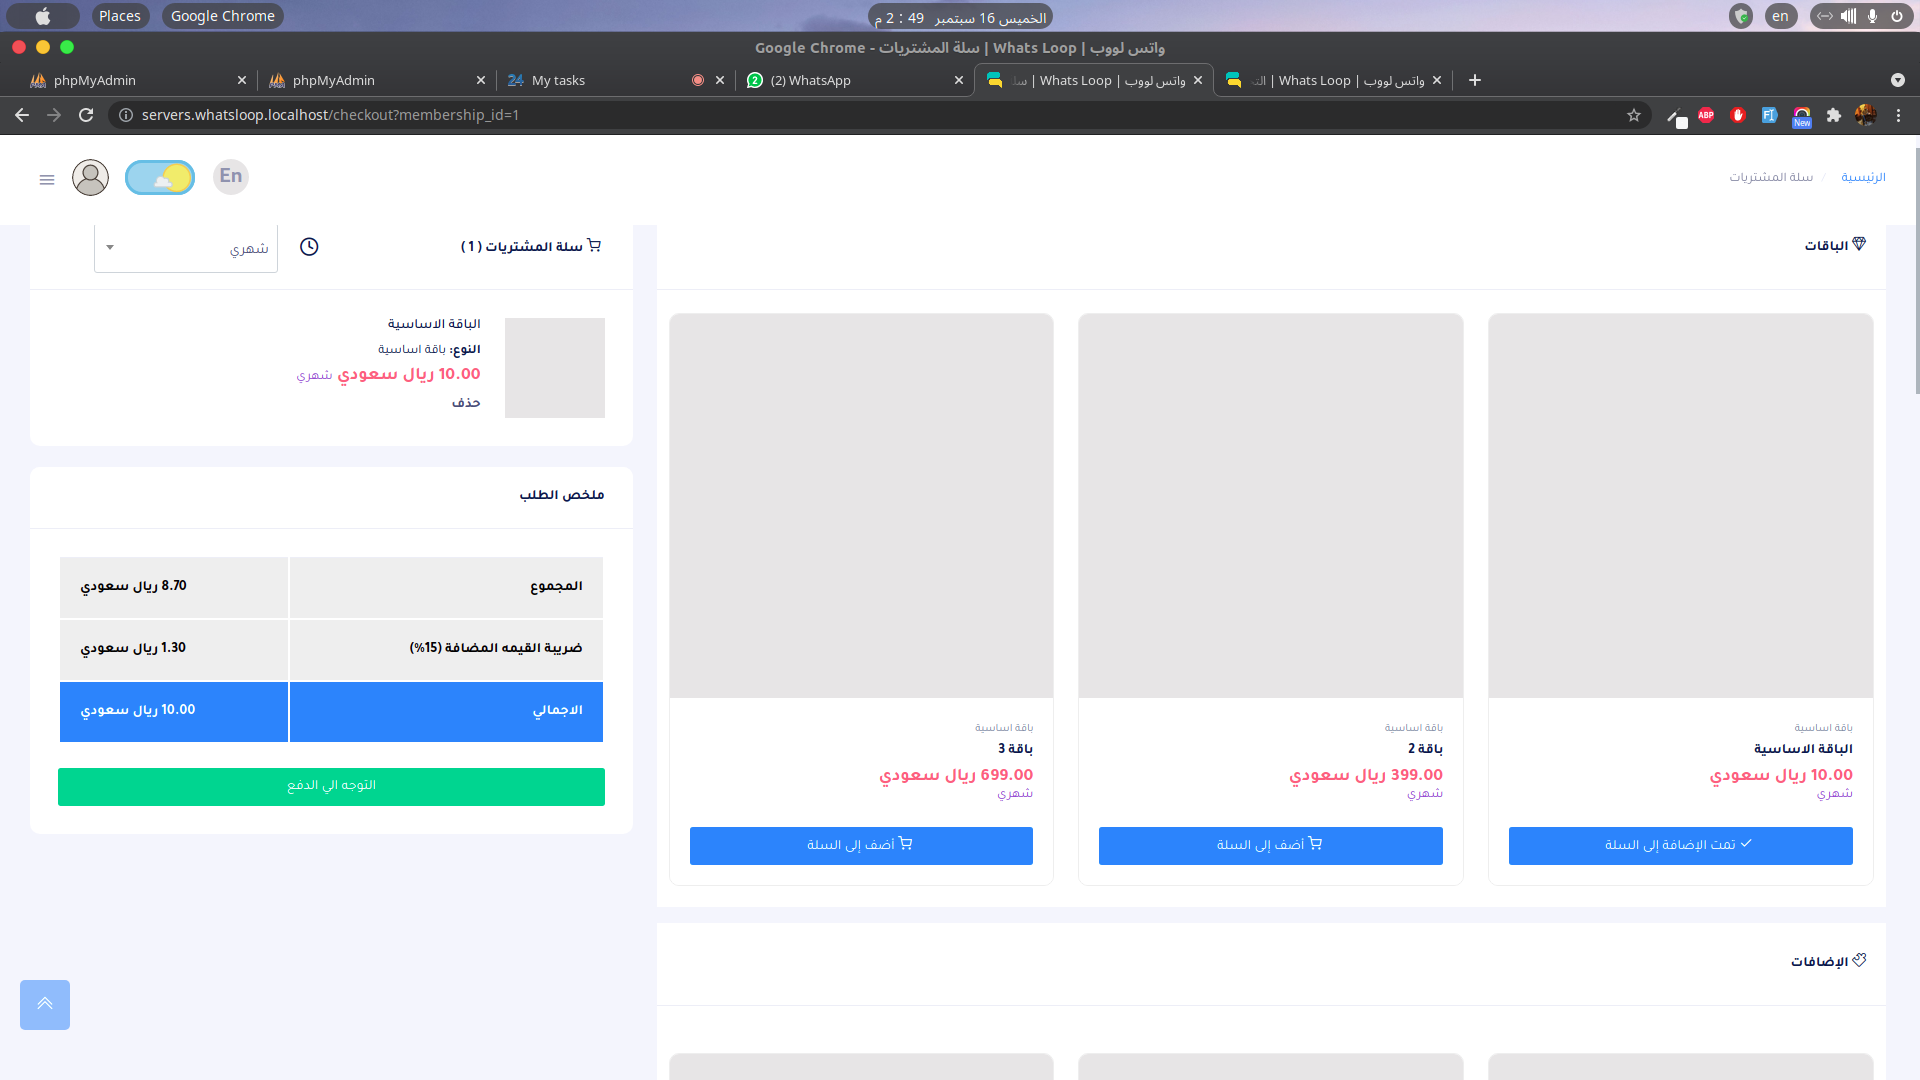 Places
Google Chrome
الخميس 16 سبتمبر 49 : 2 م
en
واتس لووب | Whats Loop | سلة المشتريات - Google Chrome
phpMyAdmin
phpMyAdmin
24 My tasks
(2) WhatsApp
واتس لووب | Whats Loop | سل
واتس لووب | Whats Loop | الت
servers.whatsloop.localhost/checkout?membership_id=1
ABP
New
الرئيسية / سلة المشتريات
En
الباقات
باقة اساسية
الباقة الاساسية
10.00 ريال سعودي
شهري
تمت الإضافة إلى السلة
باقة اساسية
باقة 2
399.00 ريال سعودي
شهري
أضف إلى السلة
باقة اساسية
باقة 3
699.00 ريال سعودي
شهري
أضف إلى السلة
الإضافات
سلة المشتريات ( 1 )
شهري
الباقة الاساسية
النوع: باقة اساسية
10.00 ريال سعودي شهري
حذف
ملخص الطلب
المجموع 8.70 ريال سعودي
ضريبة القيمه المضافة (15%) 1.30 ريال سعودي
الاجمالي 10.00 ريال سعودي
التوجه الي الدفع